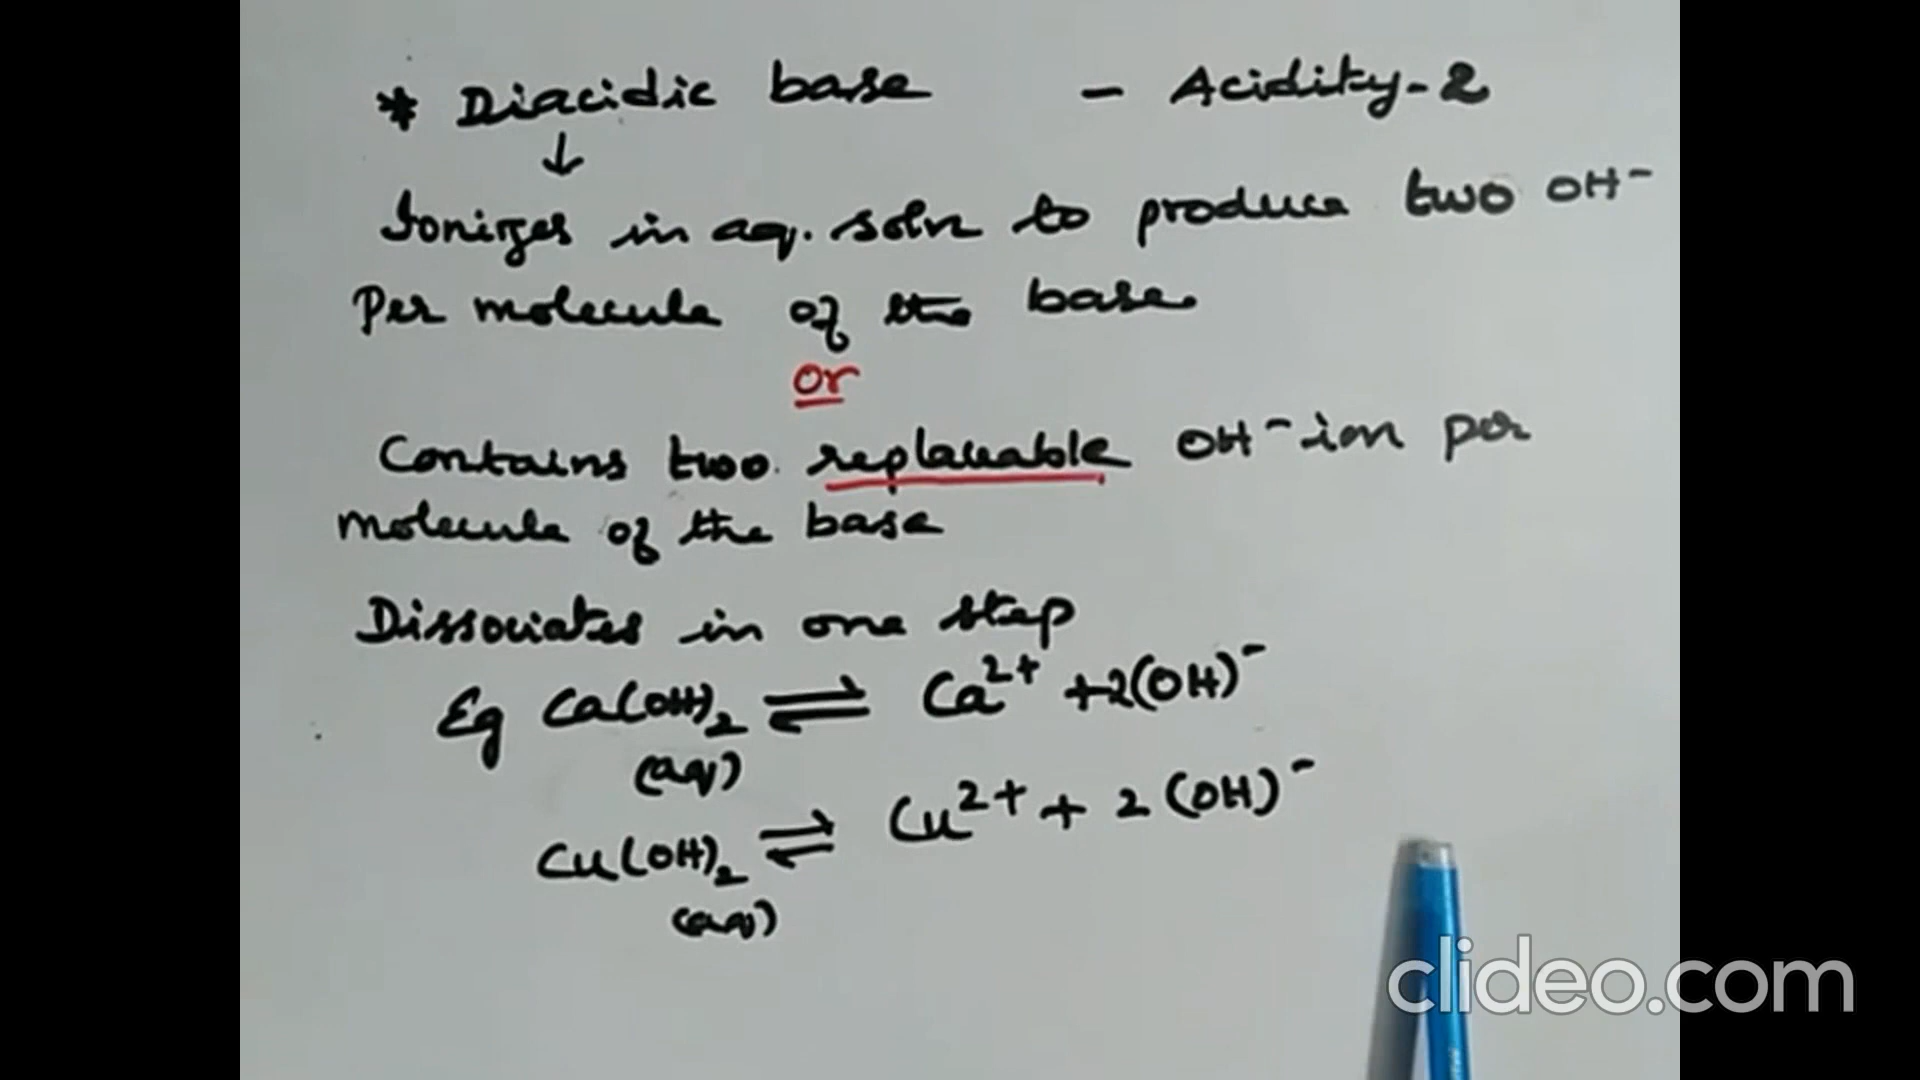 * Diacidic base - Acidity-2
↓
Ionizes in aq. soln to produce two OH⁻
Per molecule of the base.
or
Contains two replaceable OH⁻ ion per
molecule of the base
Dissociates in one step
Eg Ca(OH)₂ ⇌ Ca²⁺ +2(OH)⁻
(aq)
Cu(OH)₂ ⇌ Cu²⁺ + 2(OH)⁻
(aq)
clideo.com